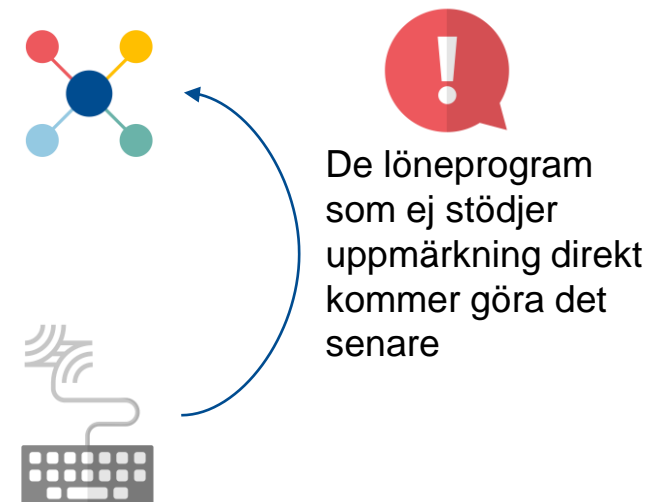 De löneprogram
som ej stödjer
uppmärkning direkt
kommer göra det
senare